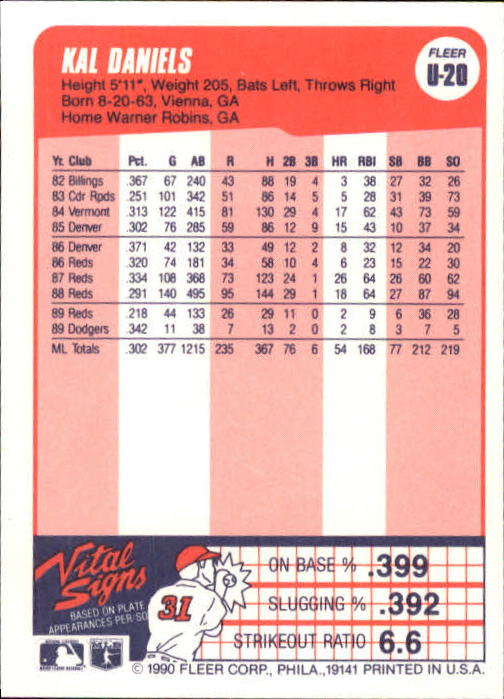 KAL DANIELS
FLEER
U-20
Height 5'11", Weight 205, Bats Left, Throws Right
Born 8-20-63, Vienna, GA
Home Warner Robins, GA
Yr. Club Pct. G AB R H 2B 3B HR RBI SB BB SO
82 Billings .367 67 240 43 88 19 4 3 38 27 32 26
83 Cdr Rpds .251 101 342 51 86 14 5 5 28 31 39 73
84 Vermont .313 122 415 81 130 29 4 17 62 43 73 59
85 Denver .302 76 285 59 86 12 9 15 43 10 37 34
86 Denver .371 42 132 33 49 12 2 8 32 12 34 20
86 Reds .320 74 181 34 58 10 4 6 23 15 22 30
87 Reds .334 108 368 73 123 24 1 26 64 26 60 62
88 Reds .291 140 495 95 144 29 1 18 64 27 87 94
89 Reds .218 44 133 26 29 11 0 2 9 6 36 28
89 Dodgers .342 11 38 7 13 2 0 2 8 3 7 5
ML Totals .302 377 1215 235 367 76 6 54 168 77 212 219
Vital
Signs
BASED ON PLATE
APPEARANCES PER/SO
31
ON BASE % .399
SLUGGING % .392
STRIKEOUT RATIO 6.6
© 1990 FLEER CORP., PHILA., 19141 PRINTED IN U.S.A.